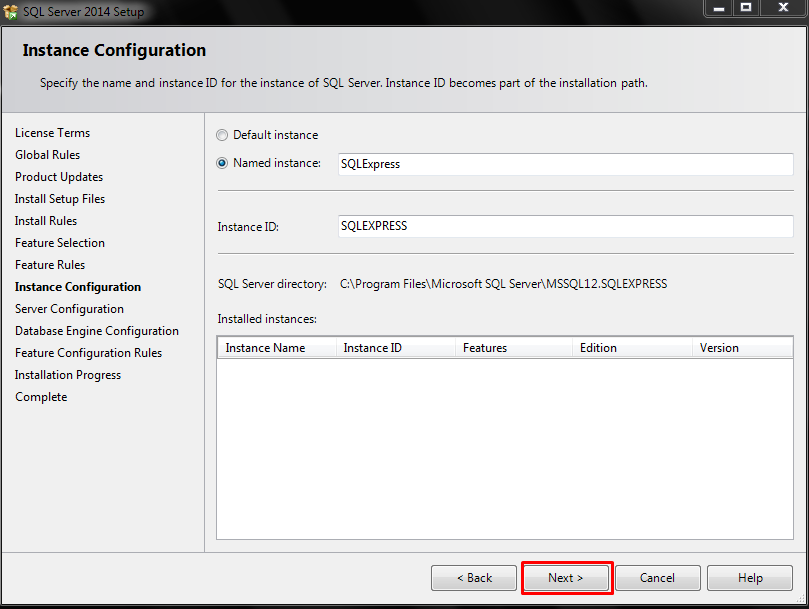 SQL Server 2014 Setup
Instance Configuration
Specify the name and instance ID for the instance of SQL Server. Instance ID becomes part of the installation path.
License Terms
Global Rules
Product Updates
Install Setup Files
Install Rules
Feature Selection
Feature Rules
Instance Configuration
Server Configuration
Database Engine Configuration
Feature Configuration Rules
Installation Progress
Complete
Default instance
Named instance: SQLExpress
Instance ID: SQLEXPRESS
SQL Server directory: C:\Program Files\Microsoft SQL Server\MSSQL12.SQLEXPRESS
Installed instances:
Instance Name Instance ID Features Edition Version
< Back Next > Cancel Help